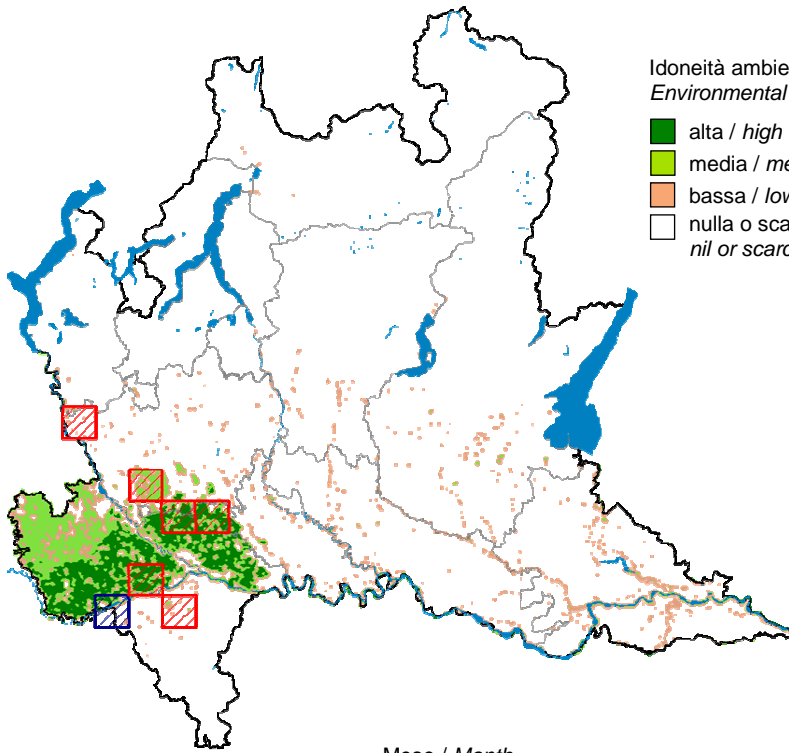 Idoneità ambie
Environmental
alta / high
media / me
bassa / low
nulla o sca
nil or scarc
Mese / Month